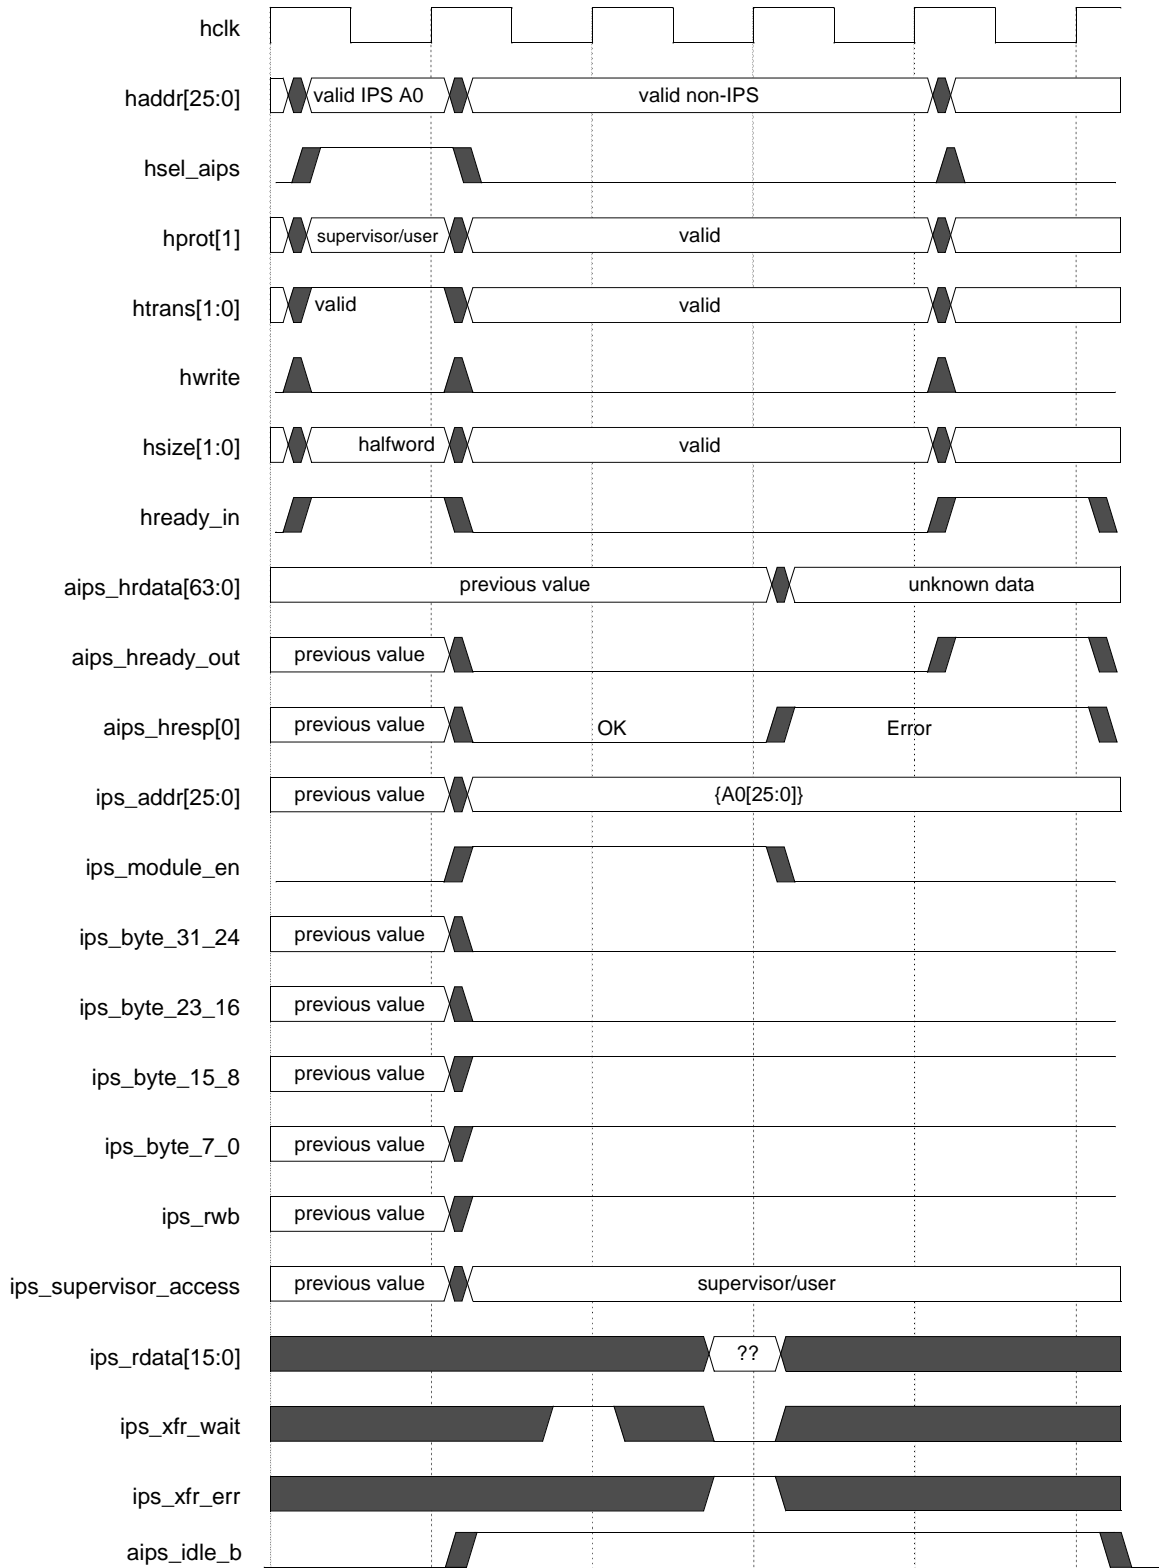 hclk
haddr[25:0] valid IPS A0 valid non-IPS
hsel_aips
hprot[1] supervisor/user valid
htrans[1:0] valid valid
hwrite
hsize[1:0] halfword valid
hready_in
aips_hrdata[63:0] previous value unknown data
aips_hready_out previous value
aips_hresp[0] previous value OK Error
ips_addr[25:0] previous value {A0[25:0]}
ips_module_en
ips_byte_31_24 previous value
ips_byte_23_16 previous value
ips_byte_15_8 previous value
ips_byte_7_0 previous value
ips_rwb previous value
ips_supervisor_access previous value supervisor/user
ips_rdata[15:0] ??
ips_xfr_wait
ips_xfr_err
aips_idle_b